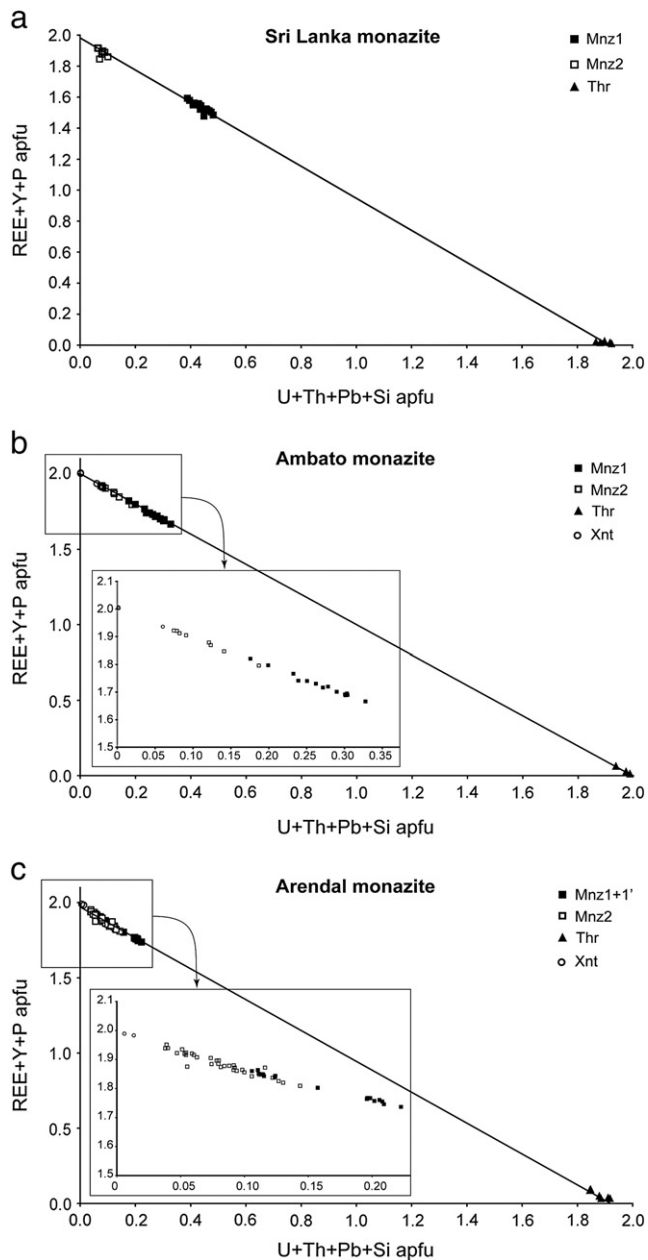 a
Sri Lanka monazite
Mnz1
Mnz2
Thr
REE+Y+P apfu
2.0
1.8
1.6
1.4
1.2
1.0
0.8
0.6
0.4
0.2
0.0
0.0 0.2 0.4 0.6 0.8 1.0 1.2 1.4 1.6 1.8 2.0
U+Th+Pb+Si apfu
b
Ambato monazite
Mnz1
Mnz2
Thr
Xnt
REE+Y+P apfu
2.0
1.5
1.0
0.5
0.0
2.1
2.0
1.9
1.8
1.7
1.6
1.5
0 0.05 0.10 0.15 0.20 0.25 0.30 0.35
0.0 0.2 0.4 0.6 0.8 1.0 1.2 1.4 1.6 1.8 2.0
U+Th+Pb+Si apfu
c
Arendal monazite
Mnz1+1'
Mnz2
Thr
Xnt
REE+Y+P apfu
2.0
1.5
1.0
0.5
0.0
2.1
2.0
1.9
1.8
1.7
1.6
1.5
0 0.05 0.10 0.15 0.20
0.0 0.2 0.4 0.6 0.8 1.0 1.2 1.4 1.6 1.8 2.0
U+Th+Pb+Si apfu